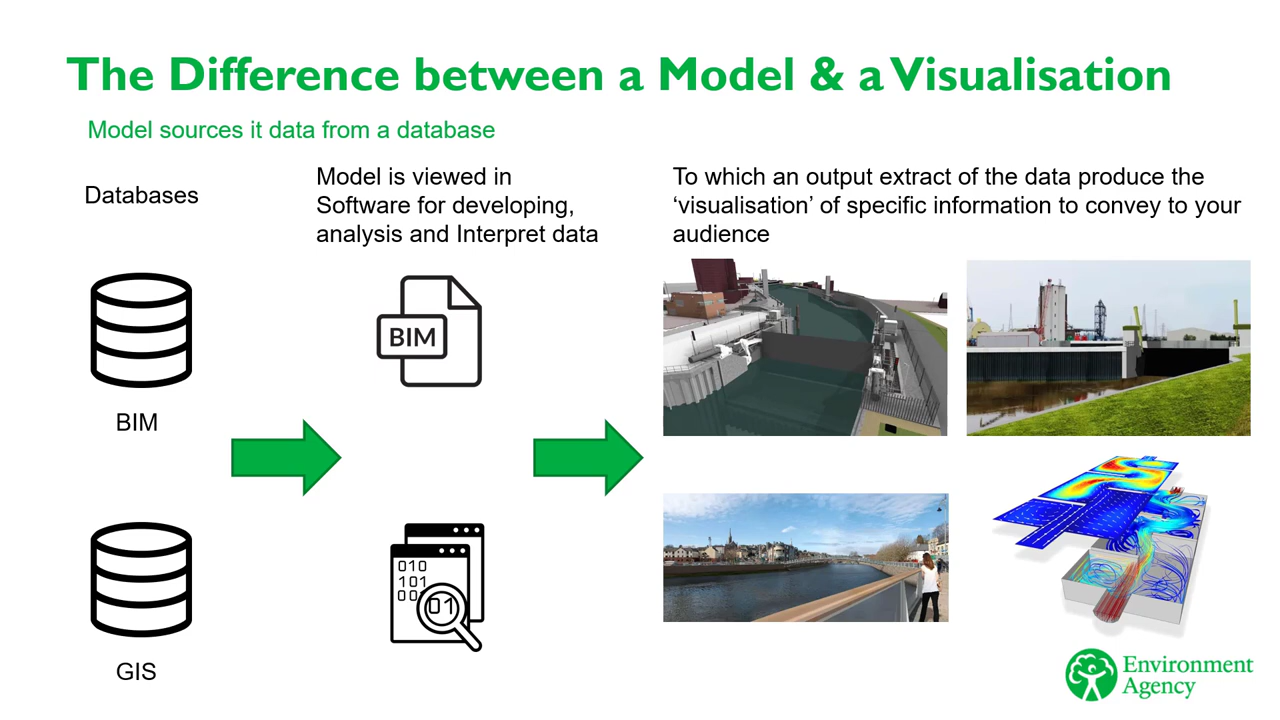 The Difference between a Model & a Visualisation
Model sources it data from a database
Databases
Model is viewed in
Software for developing,
analysis and Interpret data
To which an output extract of the data produce the
‘visualisation’ of specific information to convey to your
audience
BIM
BIM
010
101
00
01
GIS
Environment
Agency